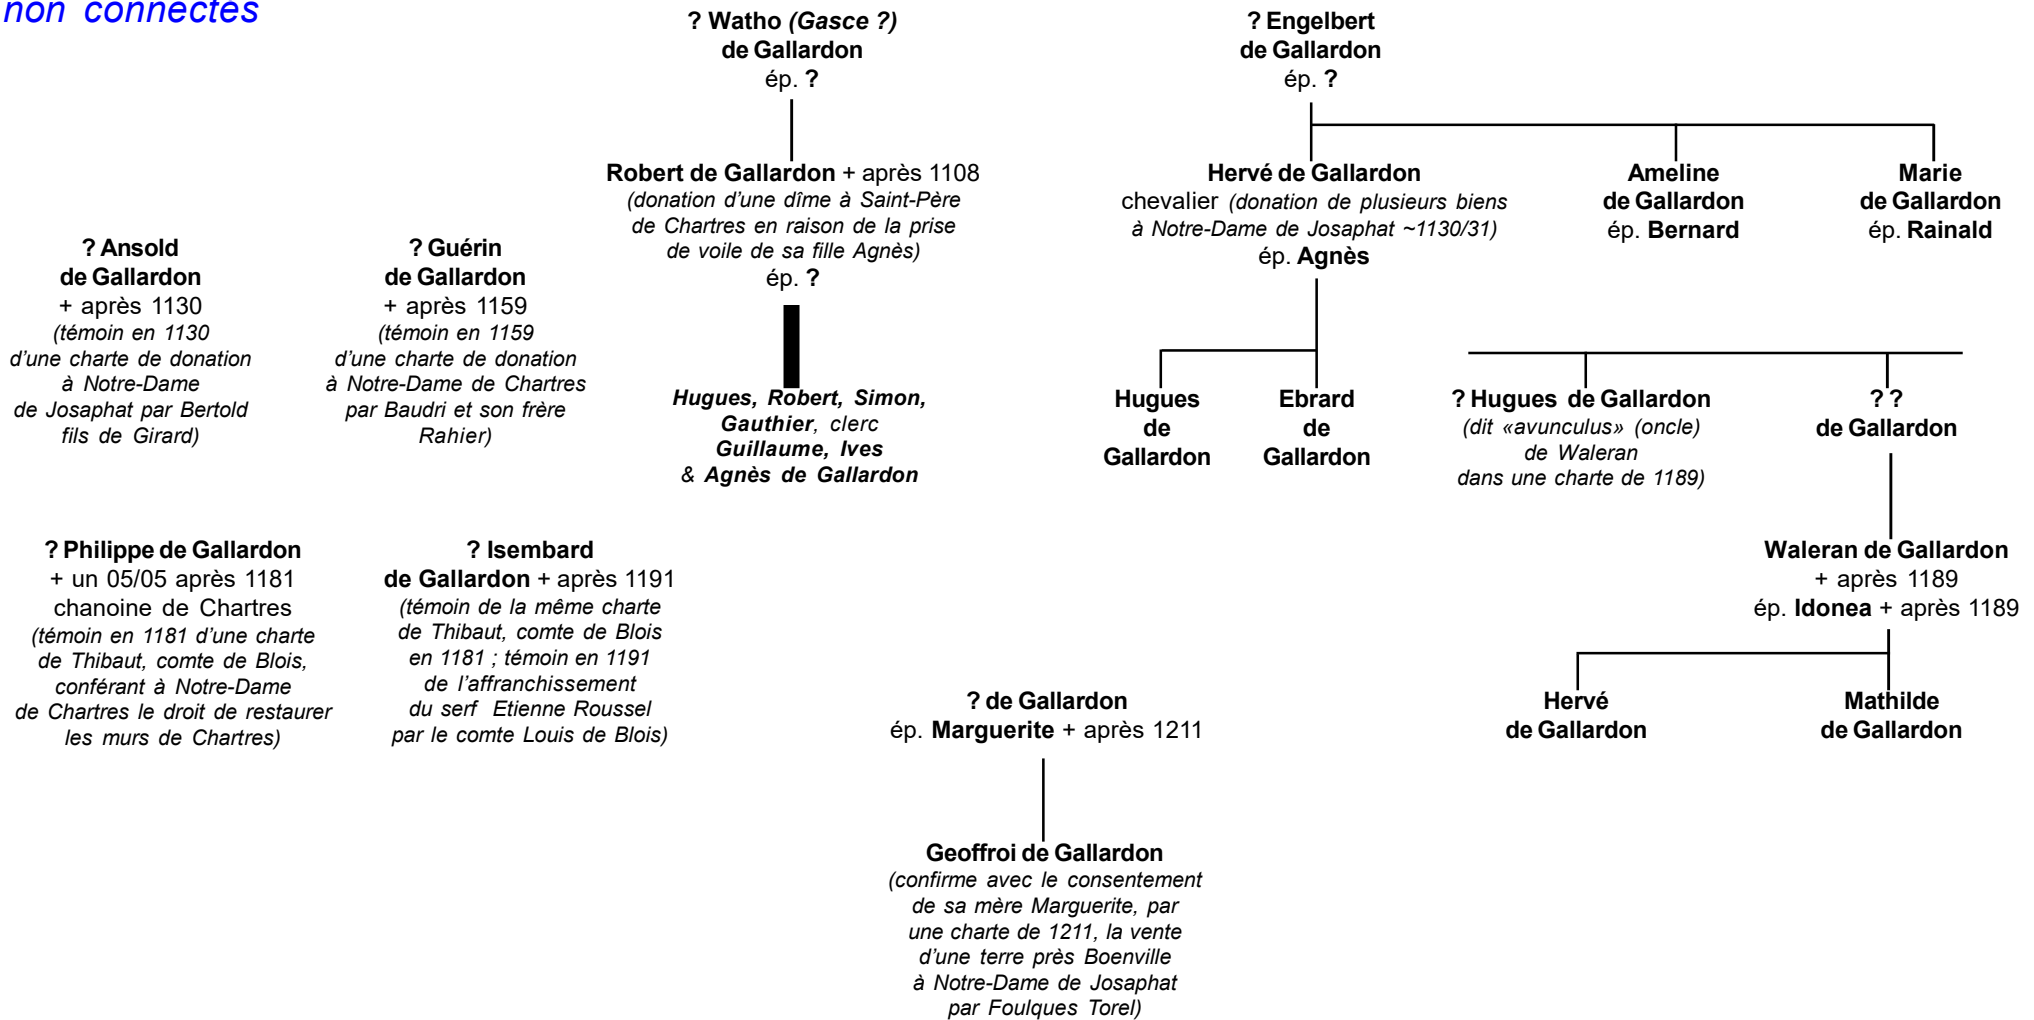 non connectés
? Watho (Gasce ?)
de Gallardon
ép. ?
? Engelbert
de Gallardon
ép. ?
Robert de Gallardon + après 1108
(donation d'une dîme à Saint-Père
de Chartres en raison de la prise
de voile de sa fille Agnès)
ép. ?
Hervé de Gallardon
chevalier (donation de plusieurs biens
à Notre-Dame de Josaphat ~1130/31)
ép. Agnès
Ameline
de Gallardon
ép. Bernard
Marie
de Gallardon
ép. Rainald
? Ansold
de Gallardon
+ après 1130
(témoin en 1130
d'une charte de donation
à Notre-Dame
de Josaphat par Bertold
fils de Girard)
? Guérin
de Gallardon
+ après 1159
(témoin en 1159
d'une charte de donation
à Notre-Dame de Chartres
par Baudri et son frère
Rahier)
Hugues, Robert, Simon,
Gauthier, clerc
Guillaume, Ives
& Agnès de Gallardon
Hugues
de
Gallardon
Ebrard
de
Gallardon
? Hugues de Gallardon
(dit «avunculus» (oncle)
de Waleran
dans une charte de 1189)
? ?
de Gallardon
? Philippe de Gallardon
+ un 05/05 après 1181
chanoine de Chartres
(témoin en 1181 d'une charte
de Thibaut, comte de Blois,
conférant à Notre-Dame
de Chartres le droit de restaurer
les murs de Chartres)
? Isembard
de Gallardon + après 1191
(témoin de la même charte
de Thibaut, comte de Blois
en 1181 ; témoin en 1191
de l'affranchissement
du serf Etienne Roussel
par le comte Louis de Blois)
Waleran de Gallardon
+ après 1189
ép. Idonea + après 1189
? de Gallardon
ép. Marguerite + après 1211
Hervé
de Gallardon
Mathilde
de Gallardon
Geoffroi de Gallardon
(confirme avec le consentement
de sa mère Marguerite, par
une charte de 1211, la vente
d'une terre près Boenville
à Notre-Dame de Josaphat
par Foulques Torel)